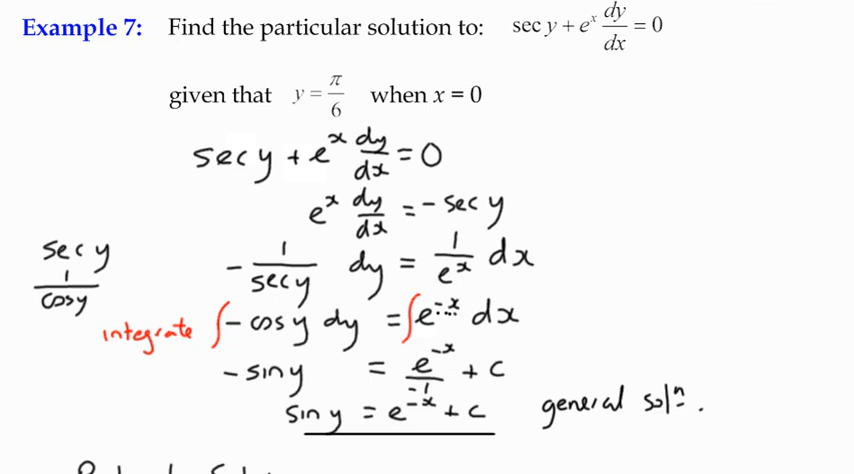 Example 7: Find the particular solution to: sec y + e^x dy/dx = 0
given that y = π/6 when x = 0
sec y + e^x dy/dx = 0
e^x dy/dx = - sec y
sec y
- 1/sec y dy = 1/e^x dx
1/cos y
integrate ∫ - cos y dy = ∫ e^-x dx
- sin y = e^-x/-1 + c
sin y = e^-x + c general solⁿ.